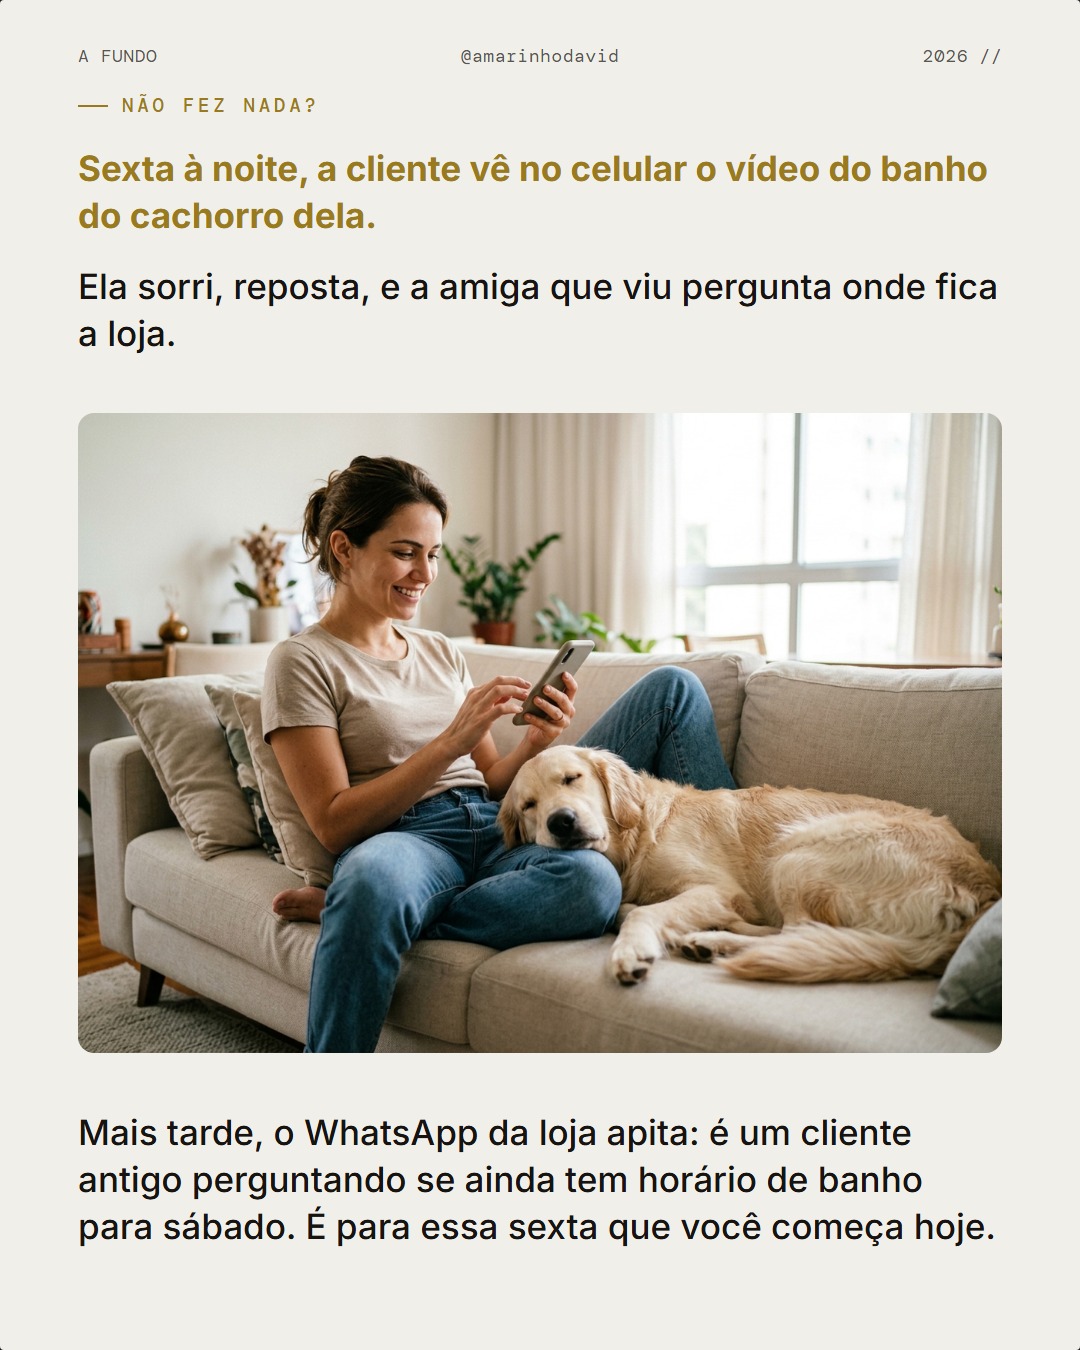 A FUNDO
@amarinhodavid
2026 //
NÃO FEZ NADA?
Sexta à noite, a cliente vê no celular o vídeo do banho
do cachorro dela.
Ela sorri, reposta, e a amiga que viu pergunta onde fica
a loja.
Mais tarde, o WhatsApp da loja apita: é um cliente
antigo perguntando se ainda tem horário de banho
para sábado. É para essa sexta que você começa hoje.